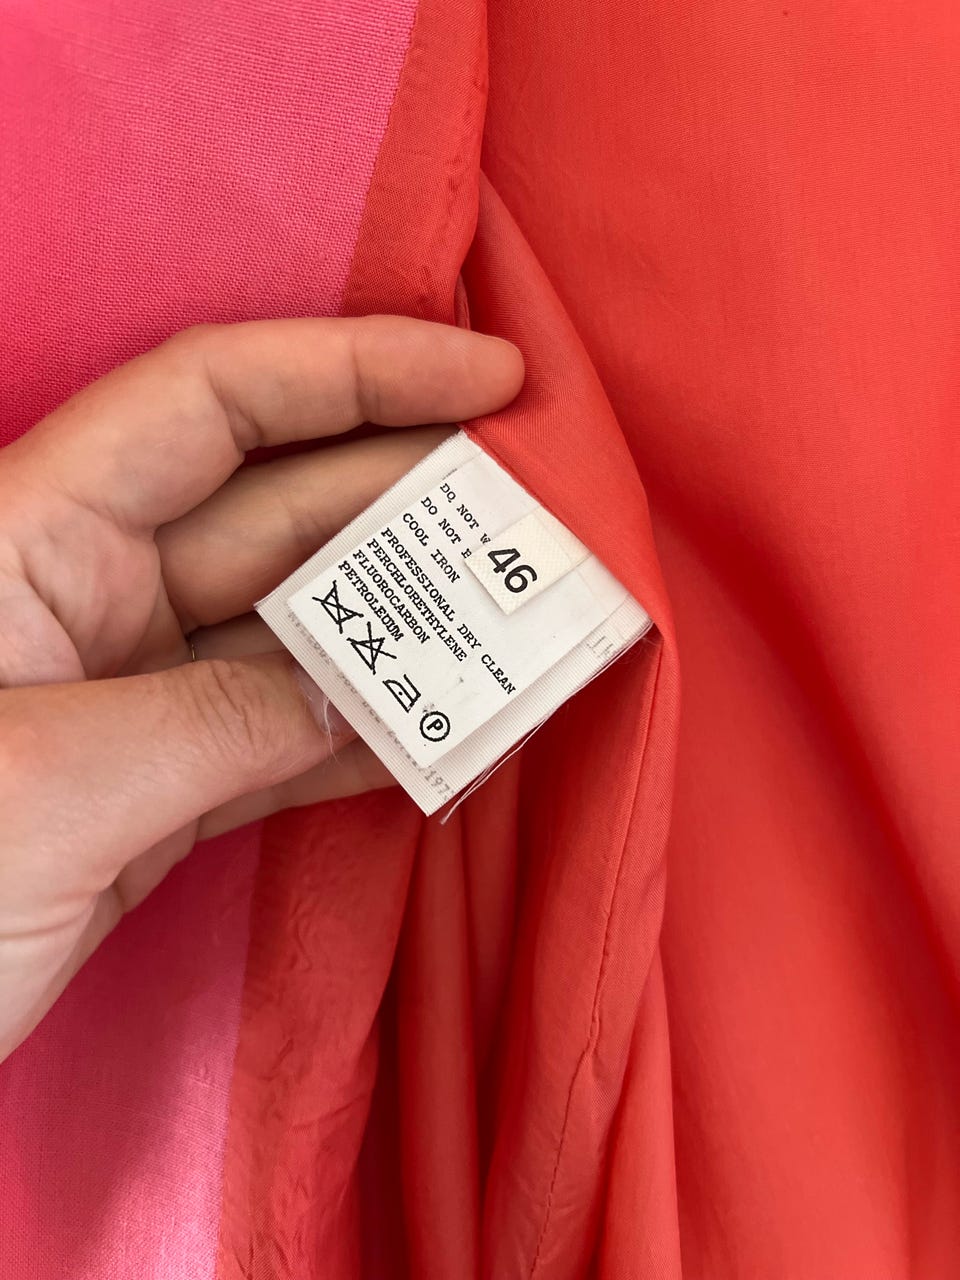 DO NOT
DO NOT
COOL IRON
PROFESSIONAL DRY CLEAN
PERCHLORETHYLENE
FLUOROCARBON
PETROLEUM
46
P